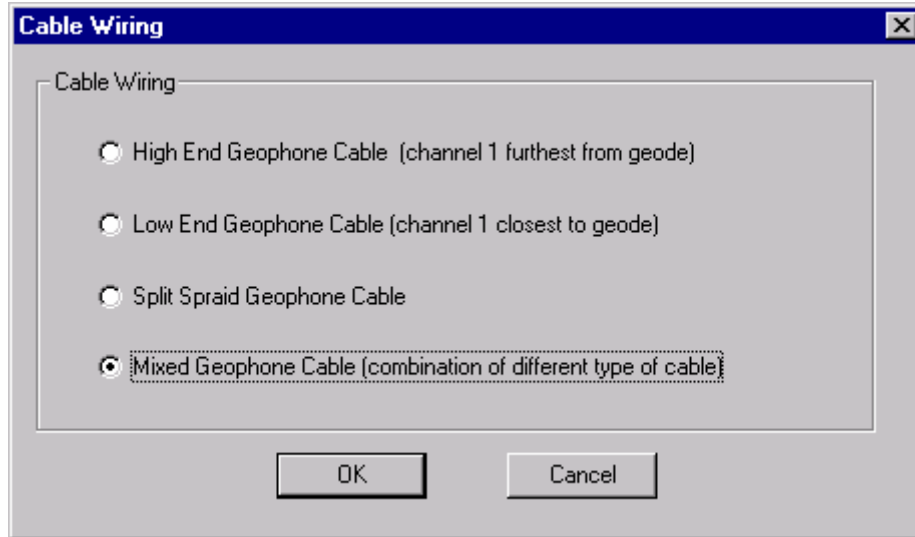 Cable Wiring
Cable Wiring
High End Geophone Cable (channel 1 furthest from geode)
Low End Geophone Cable (channel 1 closest to geode)
Split Spraid Geophone Cable
Mixed Geophone Cable (combination of different type of cable)
OK
Cancel